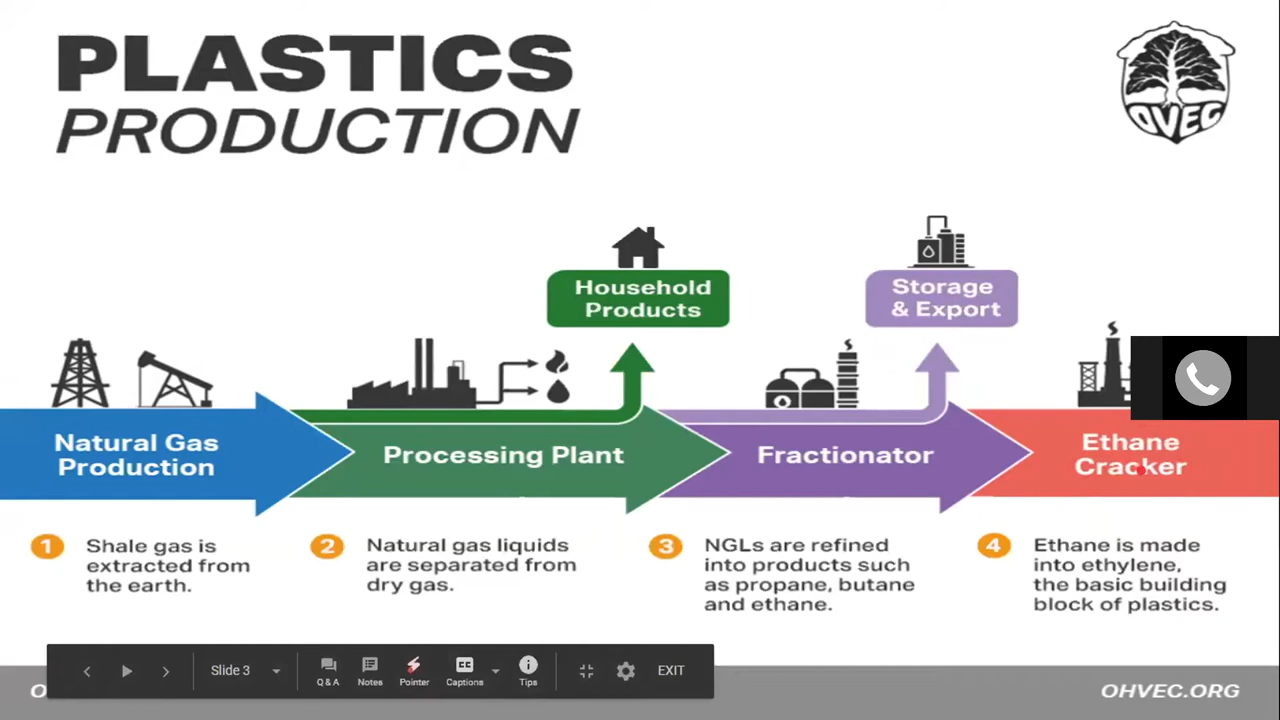 PLASTICS
PRODUCTION
OVEC
Household
Products
Storage
& Export
Natural Gas
Production
Processing Plant
Fractionator
Ethane
Cracker
1
Shale gas is
extracted from
the earth.
2
Natural gas liquids
are separated from
dry gas.
3
NGLs are refined
into products such
as propane, butane
and ethane.
4
Ethane is made
into ethylene,
the basic building
block of plastics.
Slide 3
Q & A
Notes
Pointer
CC
Captions
Tips
EXIT
OHVEC.ORG